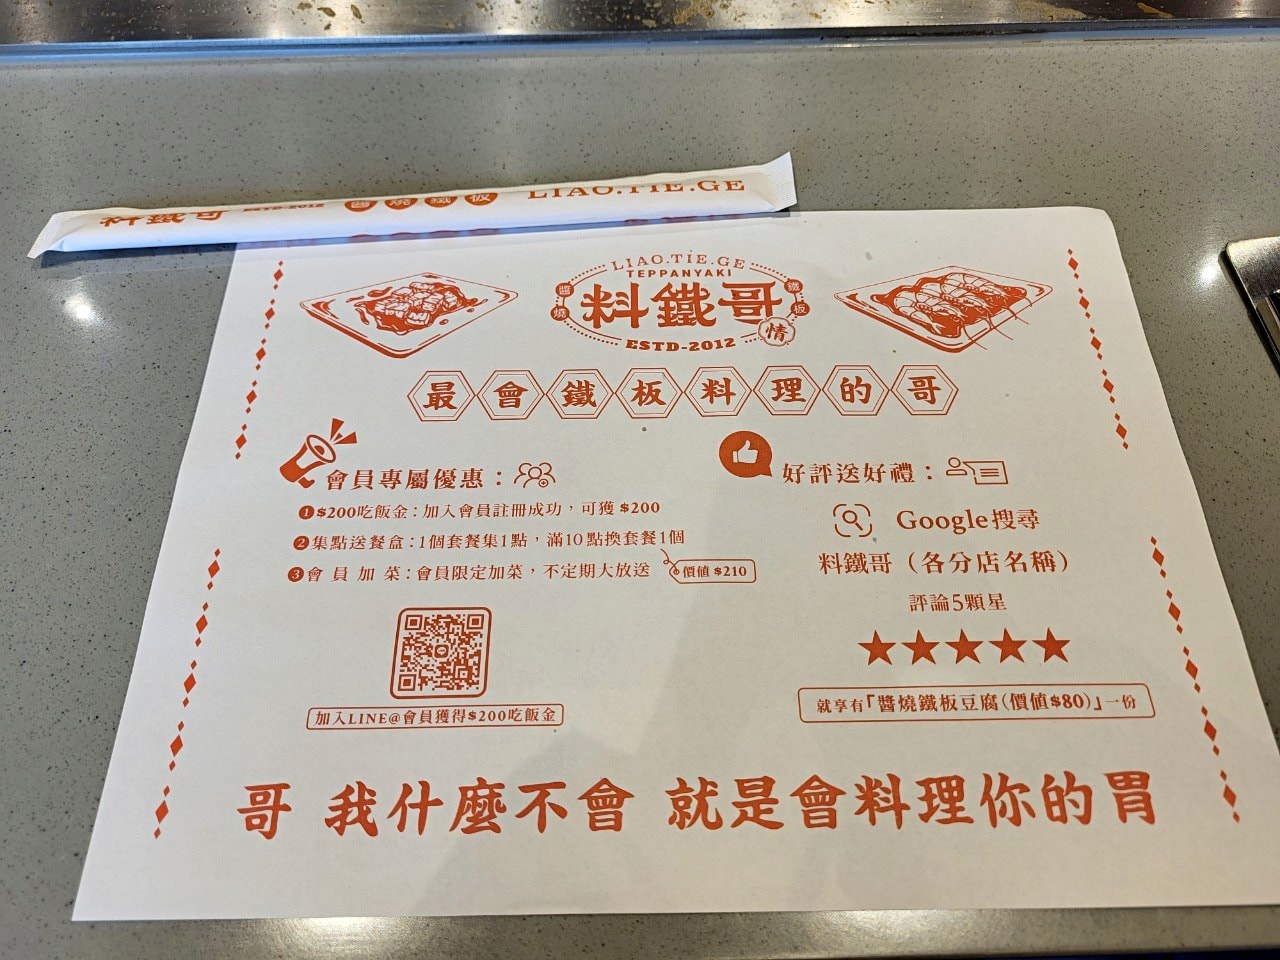 料鐵哥 ESTD-2012 醬燒鐵板 LIAO.TIE.GE
LIAO.TIE.GE
TEPPANYAKI
醬燒 料鐵哥 鐵板
情
ESTD-2012
最會鐵板料理的哥
會員專屬優惠：
❶$200吃飯金：加入會員註冊成功，可獲 $200
❷集點送餐盒：1個套餐集1點，滿10點換套餐1個
❸會員加菜：會員限定加菜，不定期大放送
價值 $210
加入LINE@會員獲得$200吃飯金
好評送好禮：
Google搜尋
料鐵哥（各分店名稱）
評論5顆星
就享有「醬燒鐵板豆腐(價值$80)」一份
哥 我什麼不會 就是會料理你的胃